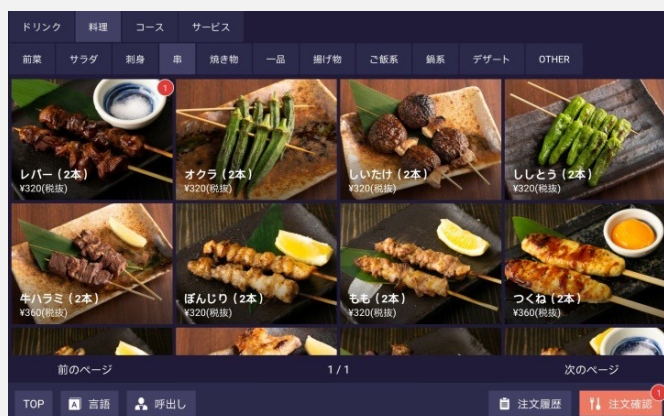 ドリンク 料理 コース サービス
前菜 サラダ 刺身 串 焼き物 一品 揚げ物 ご飯系 鍋系 デザート OTHER
1
レバー（2本）
¥320(税抜)
オクラ（2本）
¥320(税抜)
しいたけ（2本）
¥320(税抜)
ししとう（2本）
¥320(税抜)
牛ハラミ（2本）
¥360(税抜)
ぼんじり（2本）
¥320(税抜)
もも（2本）
¥320(税抜)
つくね（2本）
¥360(税抜)
前のページ 1 / 1 次のページ
TOP A 言語 呼出し 注文履歴 注文確認 1